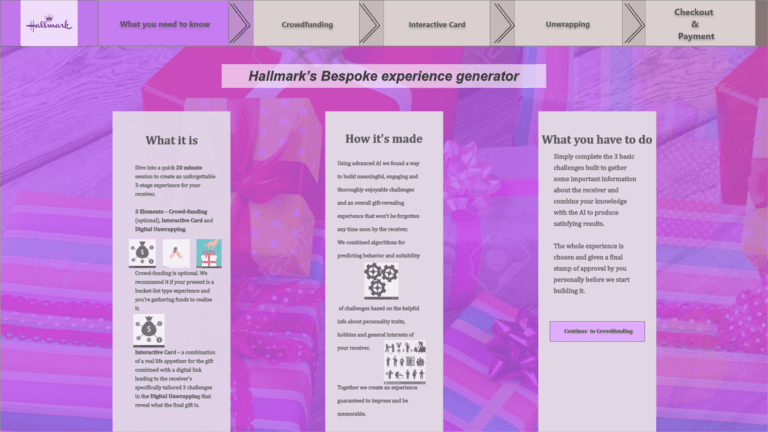 Hallmark
What you need to know
Crowdfunding
Interactive Card
Unwrapping
Checkout
&
Payment
Hallmark's Bespoke experience generator
What it is
Dive into a quick 20 minute
session to create an unforgettable
3-stage experience for your
receiver.
3 Elements – Crowd-funding
(optional), Interactive Card and
Digital Unwrapping.
Crowd-funding is optional. We
recommend it if your present is a
bucket-list type experience and
you're gathering funds to realise
it.
Interactive Card – a combination
of a real life appetizer for the gift
combined with a digital link
leading to the receiver's
specifically tailored 3 challenges
in the Digital Unwrapping that
reveal what the final gift is.
How it's made
Using advanced AI we found a way
to build meaningful, engaging and
thoroughly enjoyable challenges
and an overall gift-revealing
experience that won't be forgotten
any time soon by the receiver.
We combined algorithms for
predicting behavior and suitability
of challenges based on the helpful
info about personality traits,
hobbies and general interests of
your receiver.
Together we create an experience
guaranteed to impress and be
memorable.
What you have to do
Simply complete the 3 basic
challenges built to gather
some important information
about the receiver and
combine your knowledge
with the AI to produce
satisfying results.
The whole experience is
chosen and given a final
stamp of approval by you
personally before we start
building it.
Continue to Crowdfunding